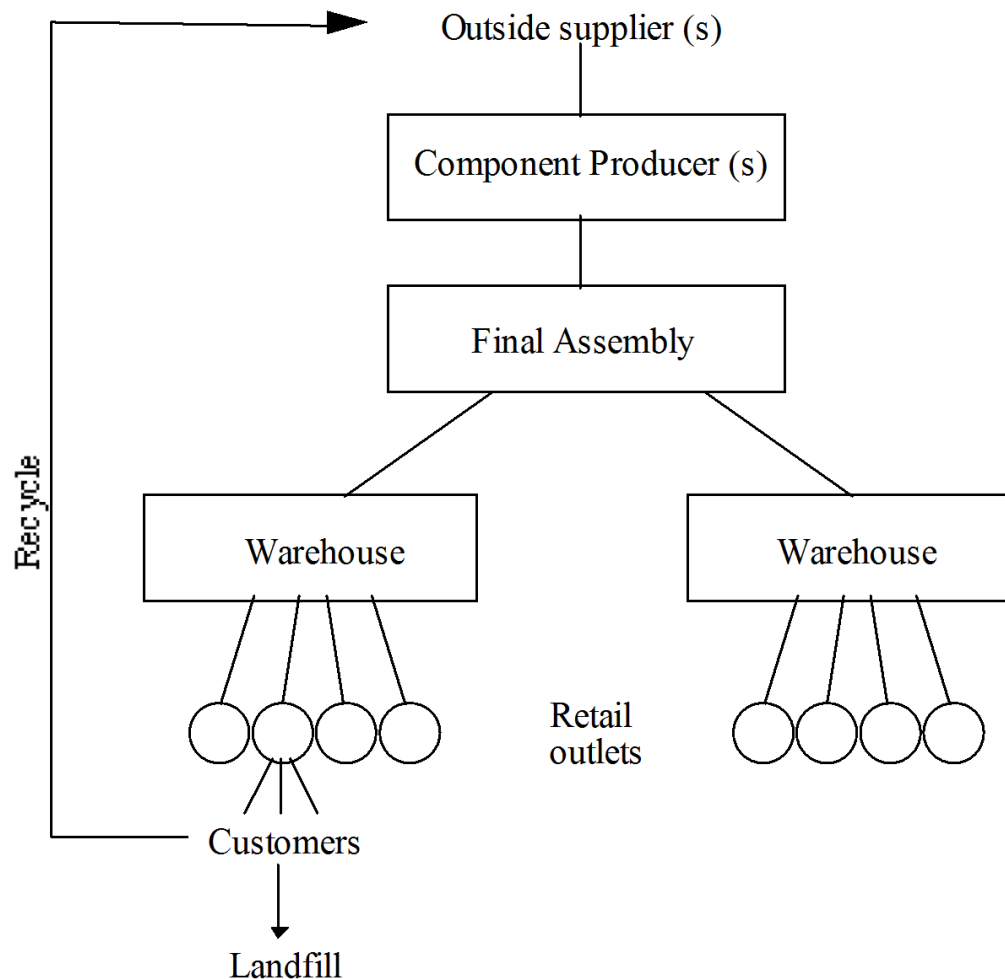 Outside supplier (s)
Component Producer (s)
Final Assembly
Recycle
Warehouse
Warehouse
Retail
outlets
Customers
Landfill